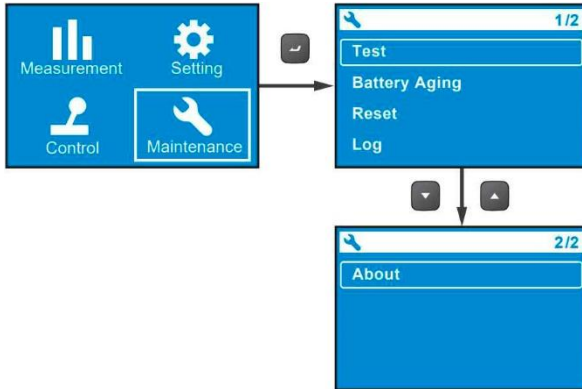 Measurement
Setting
Control
Maintenance
1/2
Test
Battery Aging
Reset
Log
2/2
About